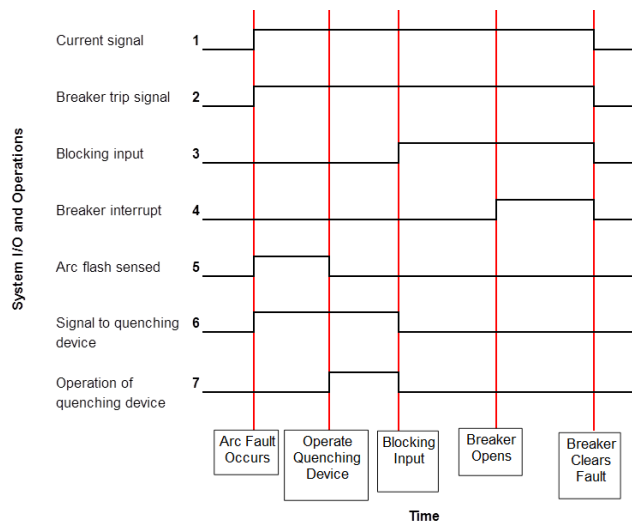 Current signal 1
Breaker trip signal 2
Blocking input 3
Breaker interrupt 4
Arc flash sensed 5
Signal to quenching 6
device
Operation of 7
quenching device
System I/O and Operations
Arc Fault
Occurs
Operate
Quenching
Device
Blocking
Input
Breaker
Opens
Breaker
Clears
Fault
Time